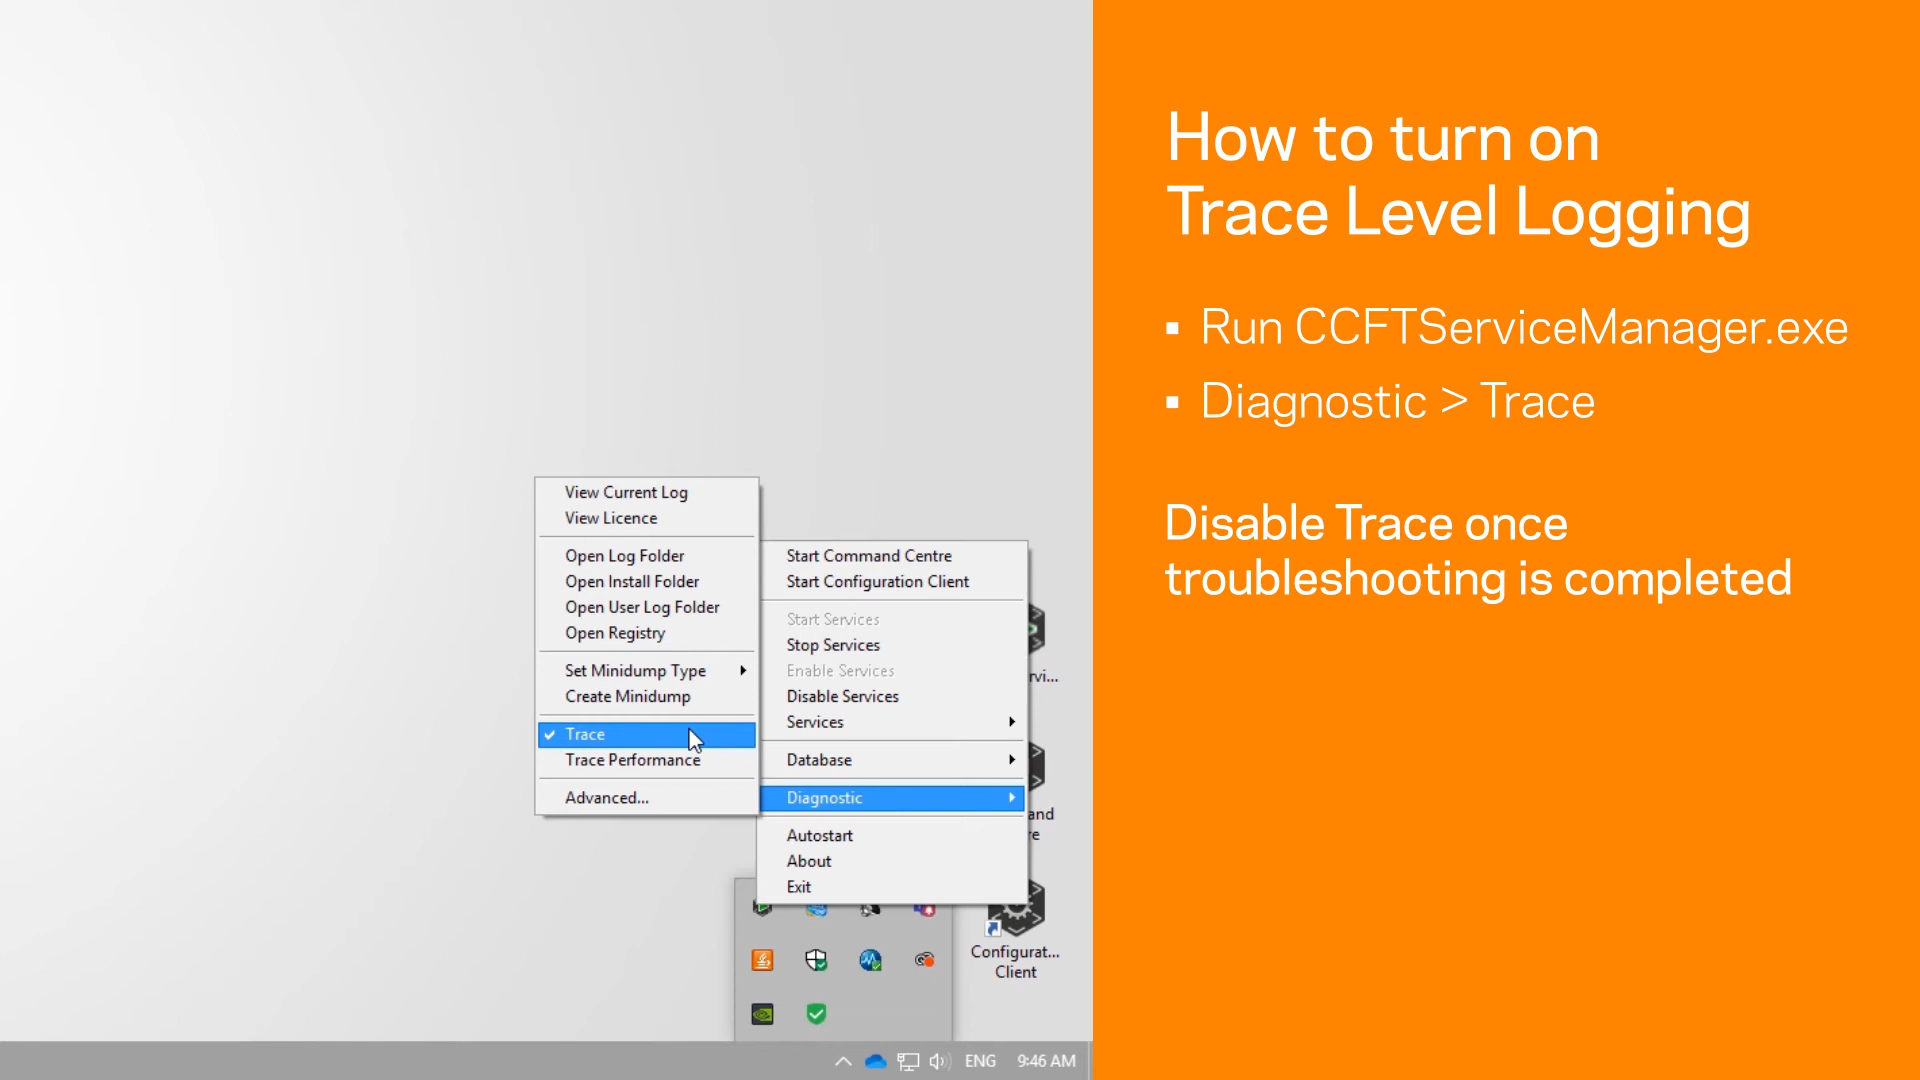 How to turn on
Trace Level Logging
▪ Run CCFTServiceManager.exe
▪ Diagnostic > Trace
Disable Trace once
troubleshooting is completed
View Current Log
View Licence
Open Log Folder
Open Install Folder
Open User Log Folder
Open Registry
Set Minidump Type
Create Minidump
Trace
Trace Performance
Advanced...
Start Command Centre
Start Configuration Client
Start Services
Stop Services
Enable Services
Disable Services
Services
Database
Diagnostic
Autostart
About
Exit
rvi...
and
re
Configurat...
Client
ENG 9:46 AM